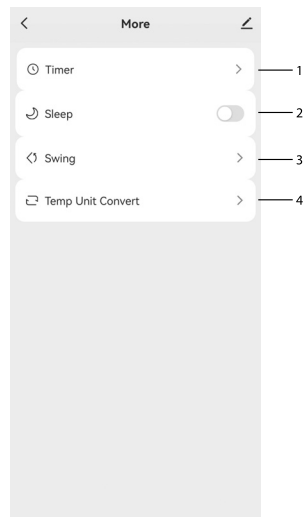 More
Timer
1
Sleep
2
Swing
3
Temp Unit Convert
4